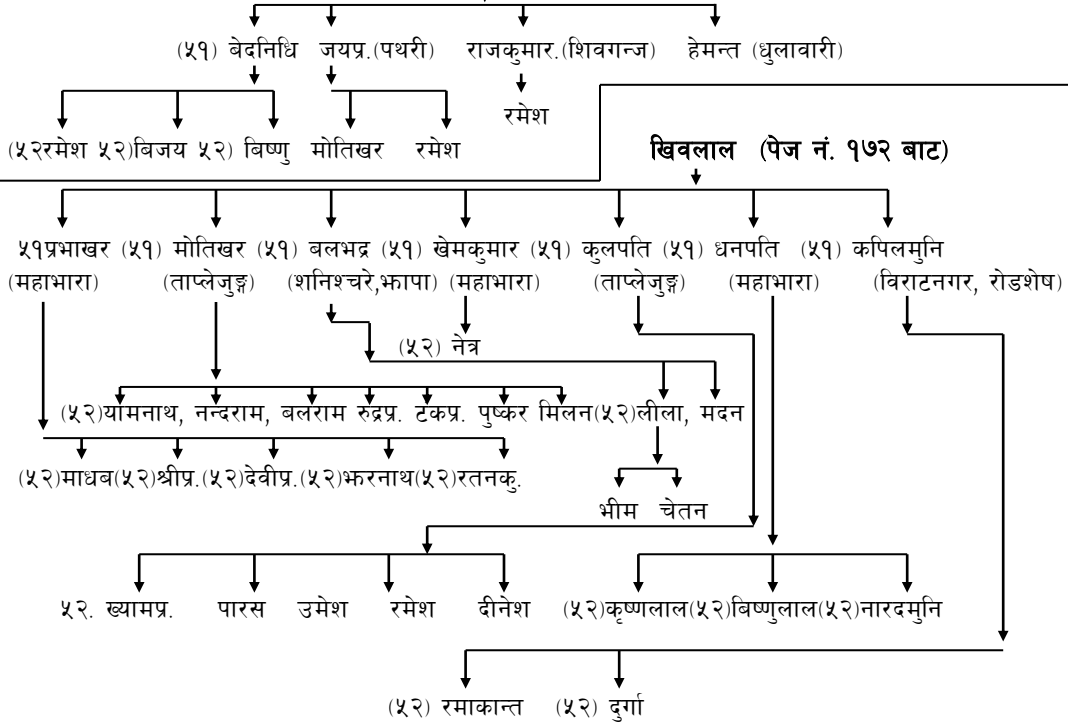 (५१) बेदनिधि जयप्र.(पथरी) राजकुमार.(शिवगन्ज) हेमन्त (धुलावारी)
रमेश
(५२रमेश ५२)बिजय ५२) बिष्णु मोतिखर रमेश
खिवलाल (पेज नं. १७२ बाट)
५१प्रभाखर (५१) मोतिखर (५१) बलभद्र (५१) खेमकुमार (५१) कुलपति (५१) धनपति (५१) कपिलमुनि
(महाभारा) (ताप्लेजुङ्ग) (शनिश्चरे,झापा) (महाभारा) (ताप्लेजुङ्ग) (महाभारा) (विराटनगर, रोडशेष)
(५२) नेत्र
(५२)यामनाथ, नन्दराम, बलराम रुद्रप्र. टंकप्र. पुष्कर मिलन(५२)लीला, मदन
(५२)माधब(५२)श्रीप्र.(५२)देवीप्र.(५२)झरनाथ(५२)रतनकु.
भीम चेतन
५२. ख्यामप्र. पारस उमेश रमेश दीनेश (५२)कृष्णलाल(५२)बिष्णुलाल(५२)नारदमुनि
(५२) रमाकान्त (५२) दुर्गा